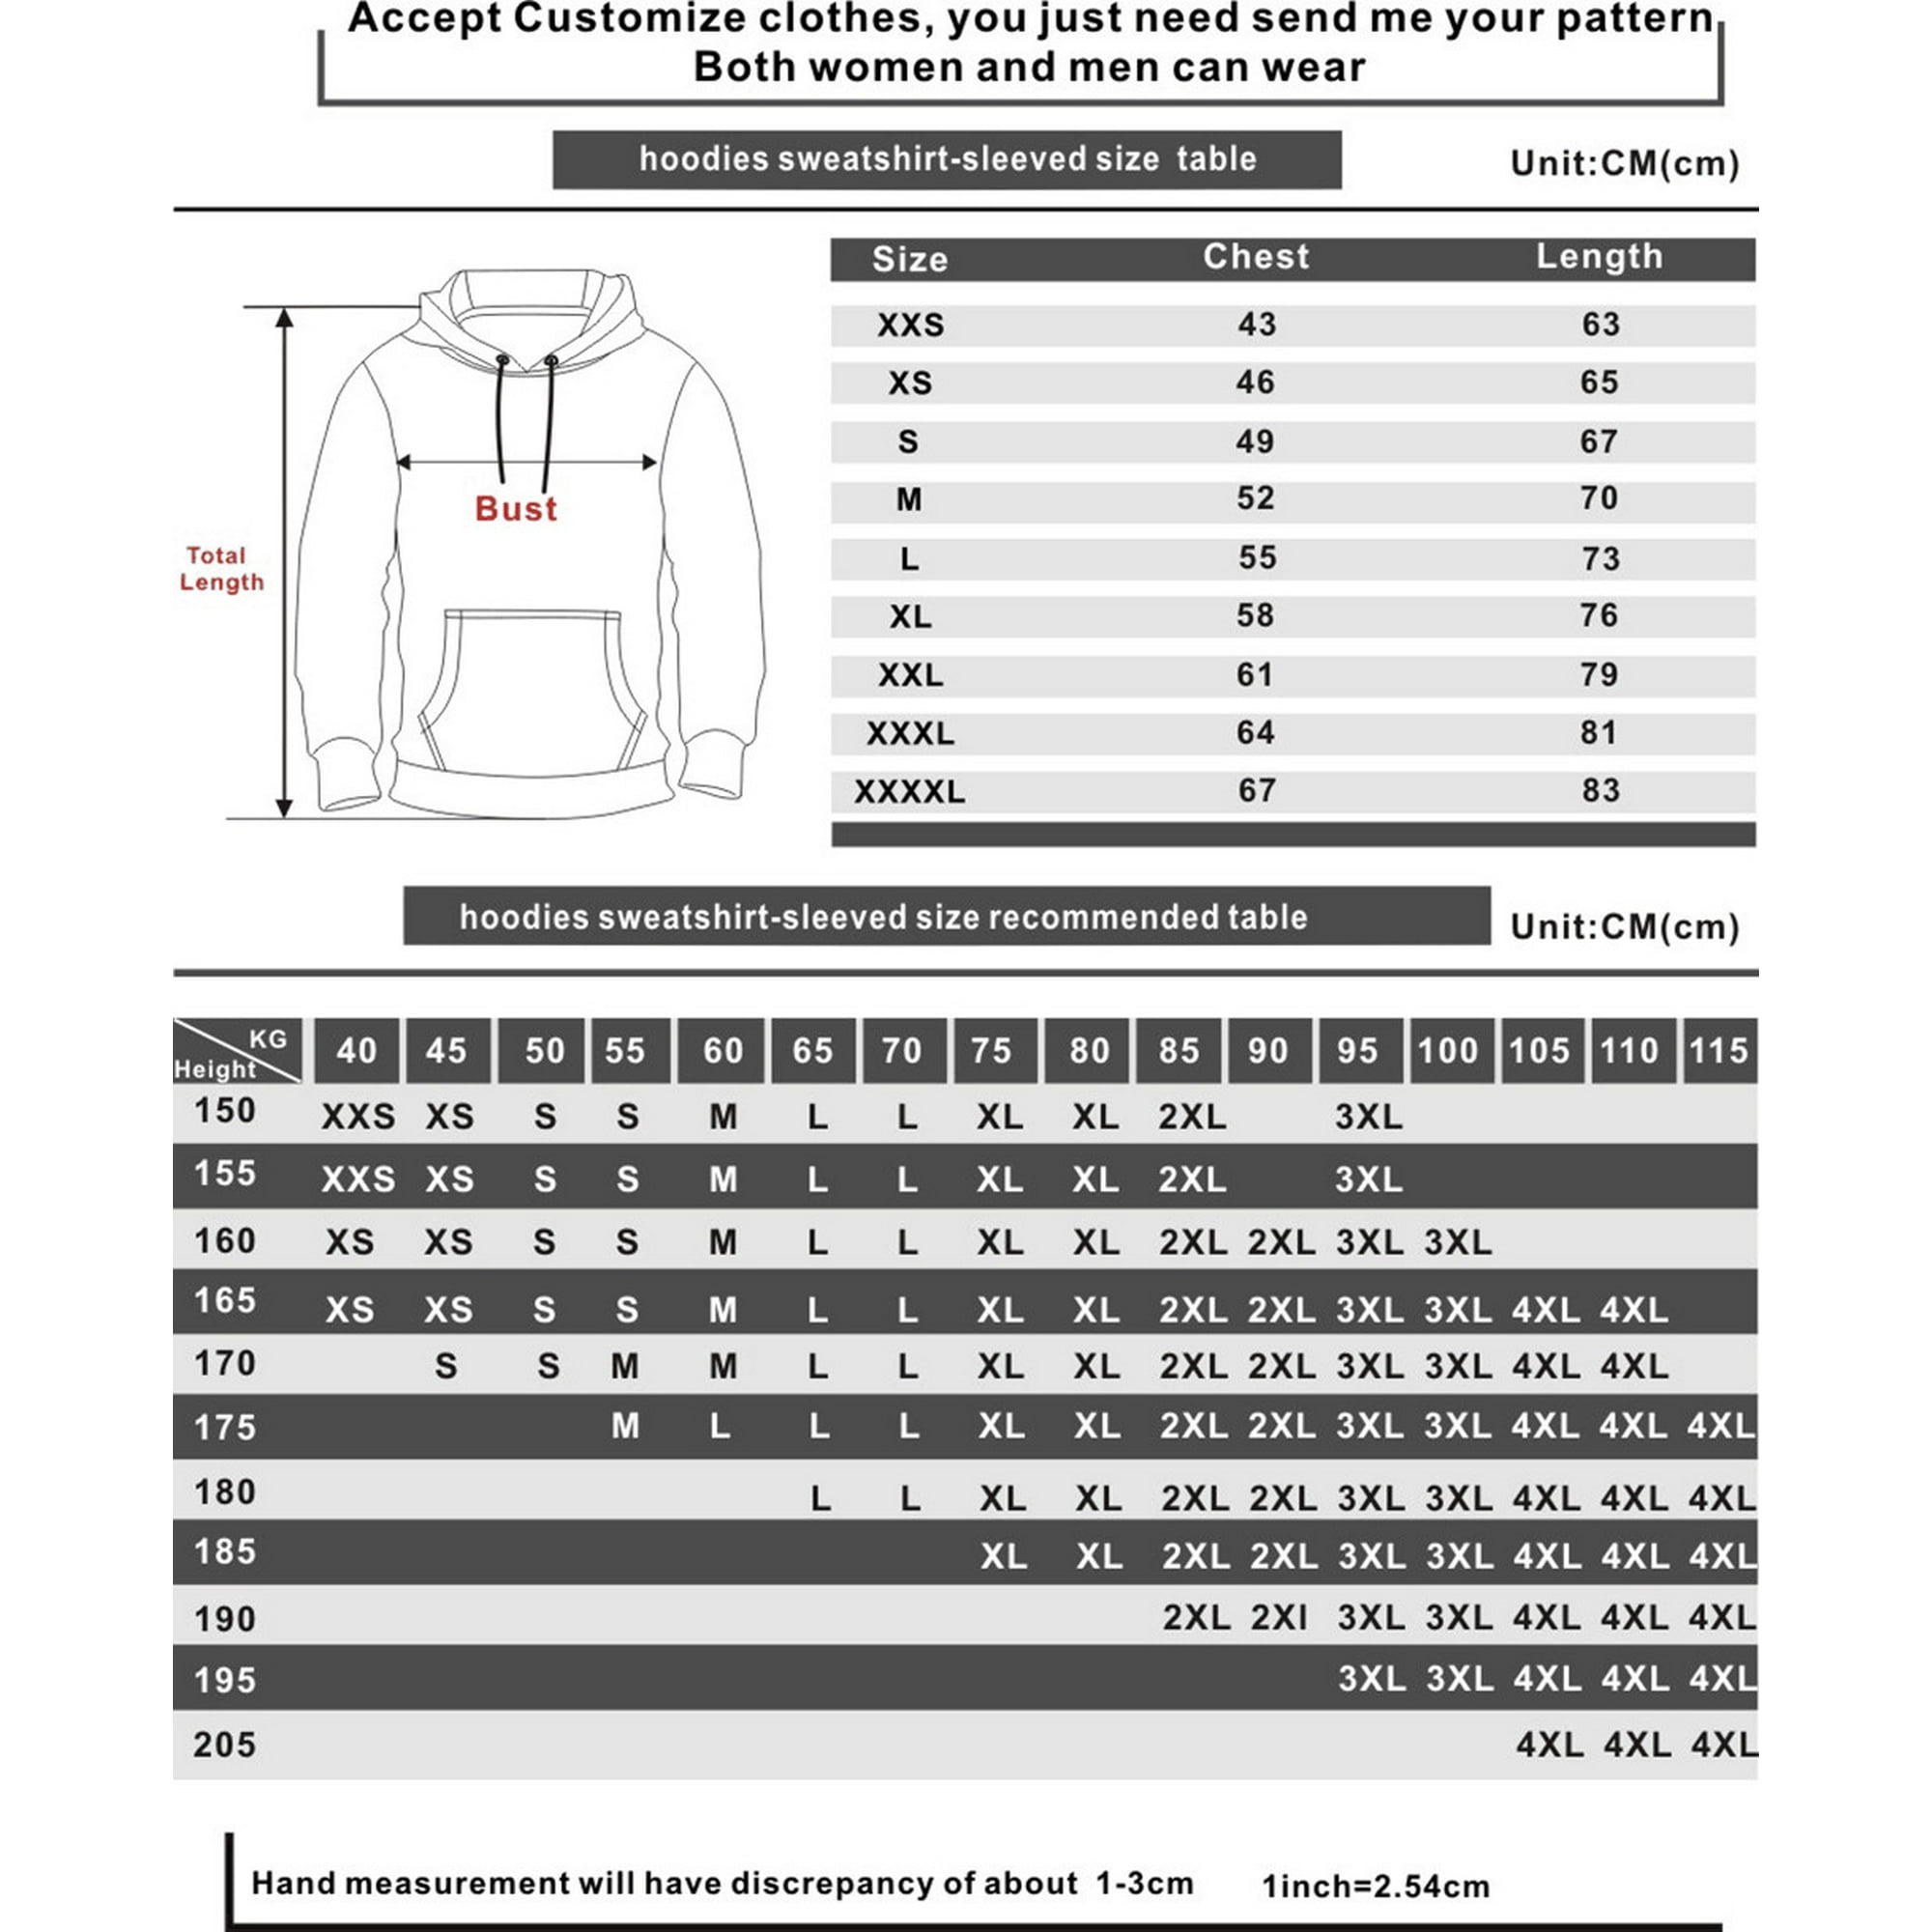 Accept Customize clothes, you just need send me your pattern,
Both women and men can wear
hoodies sweatshirt-sleeved size table
Unit:CM(cm)
Size Chest Length
XXS 43 63
XS 46 65
S 49 67
M 52 70
L 55 73
XL 58 76
XXL 61 79
XXXL 64 81
XXXXL 67 83
Bust
Total
Length
hoodies sweatshirt-sleeved size recommended table
Unit:CM(cm)
KG
Height
40 45 50 55 60 65 70 75 80 85 90 95 100 105 110 115
150 XXS XS S S M L L XL XL 2XL 3XL
155 XXS XS S S M L L XL XL 2XL 3XL
160 XS XS S S M L L XL XL 2XL 2XL 3XL 3XL
165 XS XS S S M L L XL XL 2XL 2XL 3XL 3XL 4XL 4XL
170 S S M M L L XL XL 2XL 2XL 3XL 3XL 4XL 4XL
175 M L L L XL XL 2XL 2XL 3XL 3XL 4XL 4XL 4XL
180 L L XL XL 2XL 2XL 3XL 3XL 4XL 4XL 4XL
185 XL XL 2XL 2XL 3XL 3XL 4XL 4XL 4XL
190 2XL 2XI 3XL 3XL 4XL 4XL 4XL
195 3XL 3XL 4XL 4XL 4XL
205 4XL 4XL 4XL
Hand measurement will have discrepancy of about 1-3cm 1inch=2.54cm